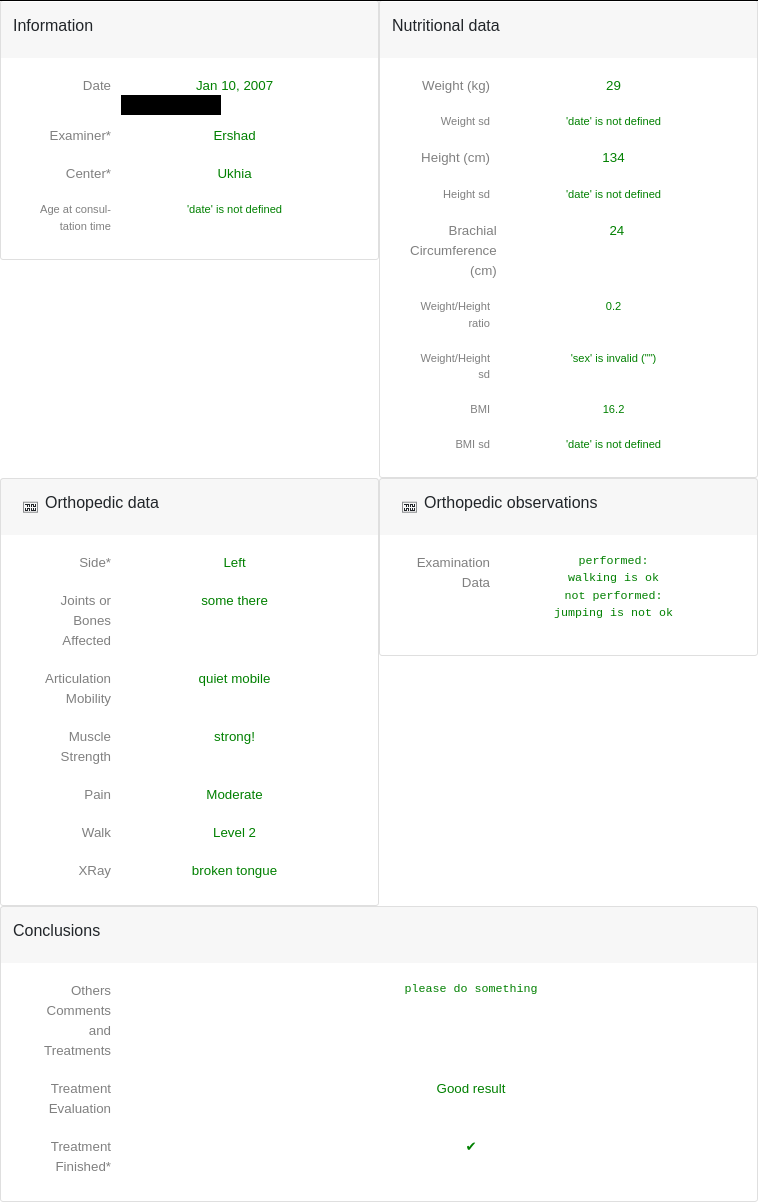 Information
Date Jan 10, 2007
Examiner* Ershad
Center* Ukhia
Age at consul- 'date' is not defined
tation time
Nutritional data
Weight (kg) 29
Weight sd 'date' is not defined
Height (cm) 134
Height sd 'date' is not defined
Brachial 24
Circumference
(cm)
Weight/Height 0.2
ratio
Weight/Height 'sex' is invalid ("")
sd
BMI 16.2
BMI sd 'date' is not defined
Orthopedic data
Side* Left
Joints or some there
Bones
Affected
Articulation quiet mobile
Mobility
Muscle strong!
Strength
Pain Moderate
Walk Level 2
XRay broken tongue
Orthopedic observations
Examination performed:
Data walking is ok
not performed:
jumping is not ok
Conclusions
Others please do something
Comments
and
Treatments
Treatment Good result
Evaluation
Treatment ✔
Finished*